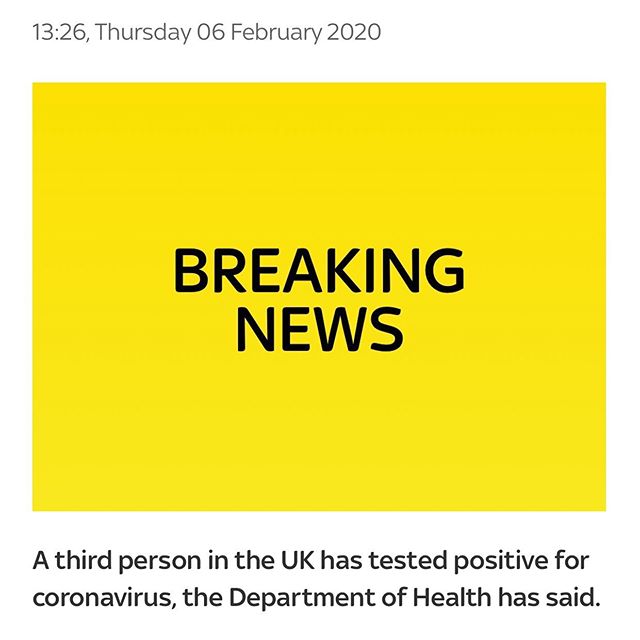 13:26, Thursday 06 February 2020
BREAKING
NEWS
A third person in the UK has tested positive for
coronavirus, the Department of Health has said.